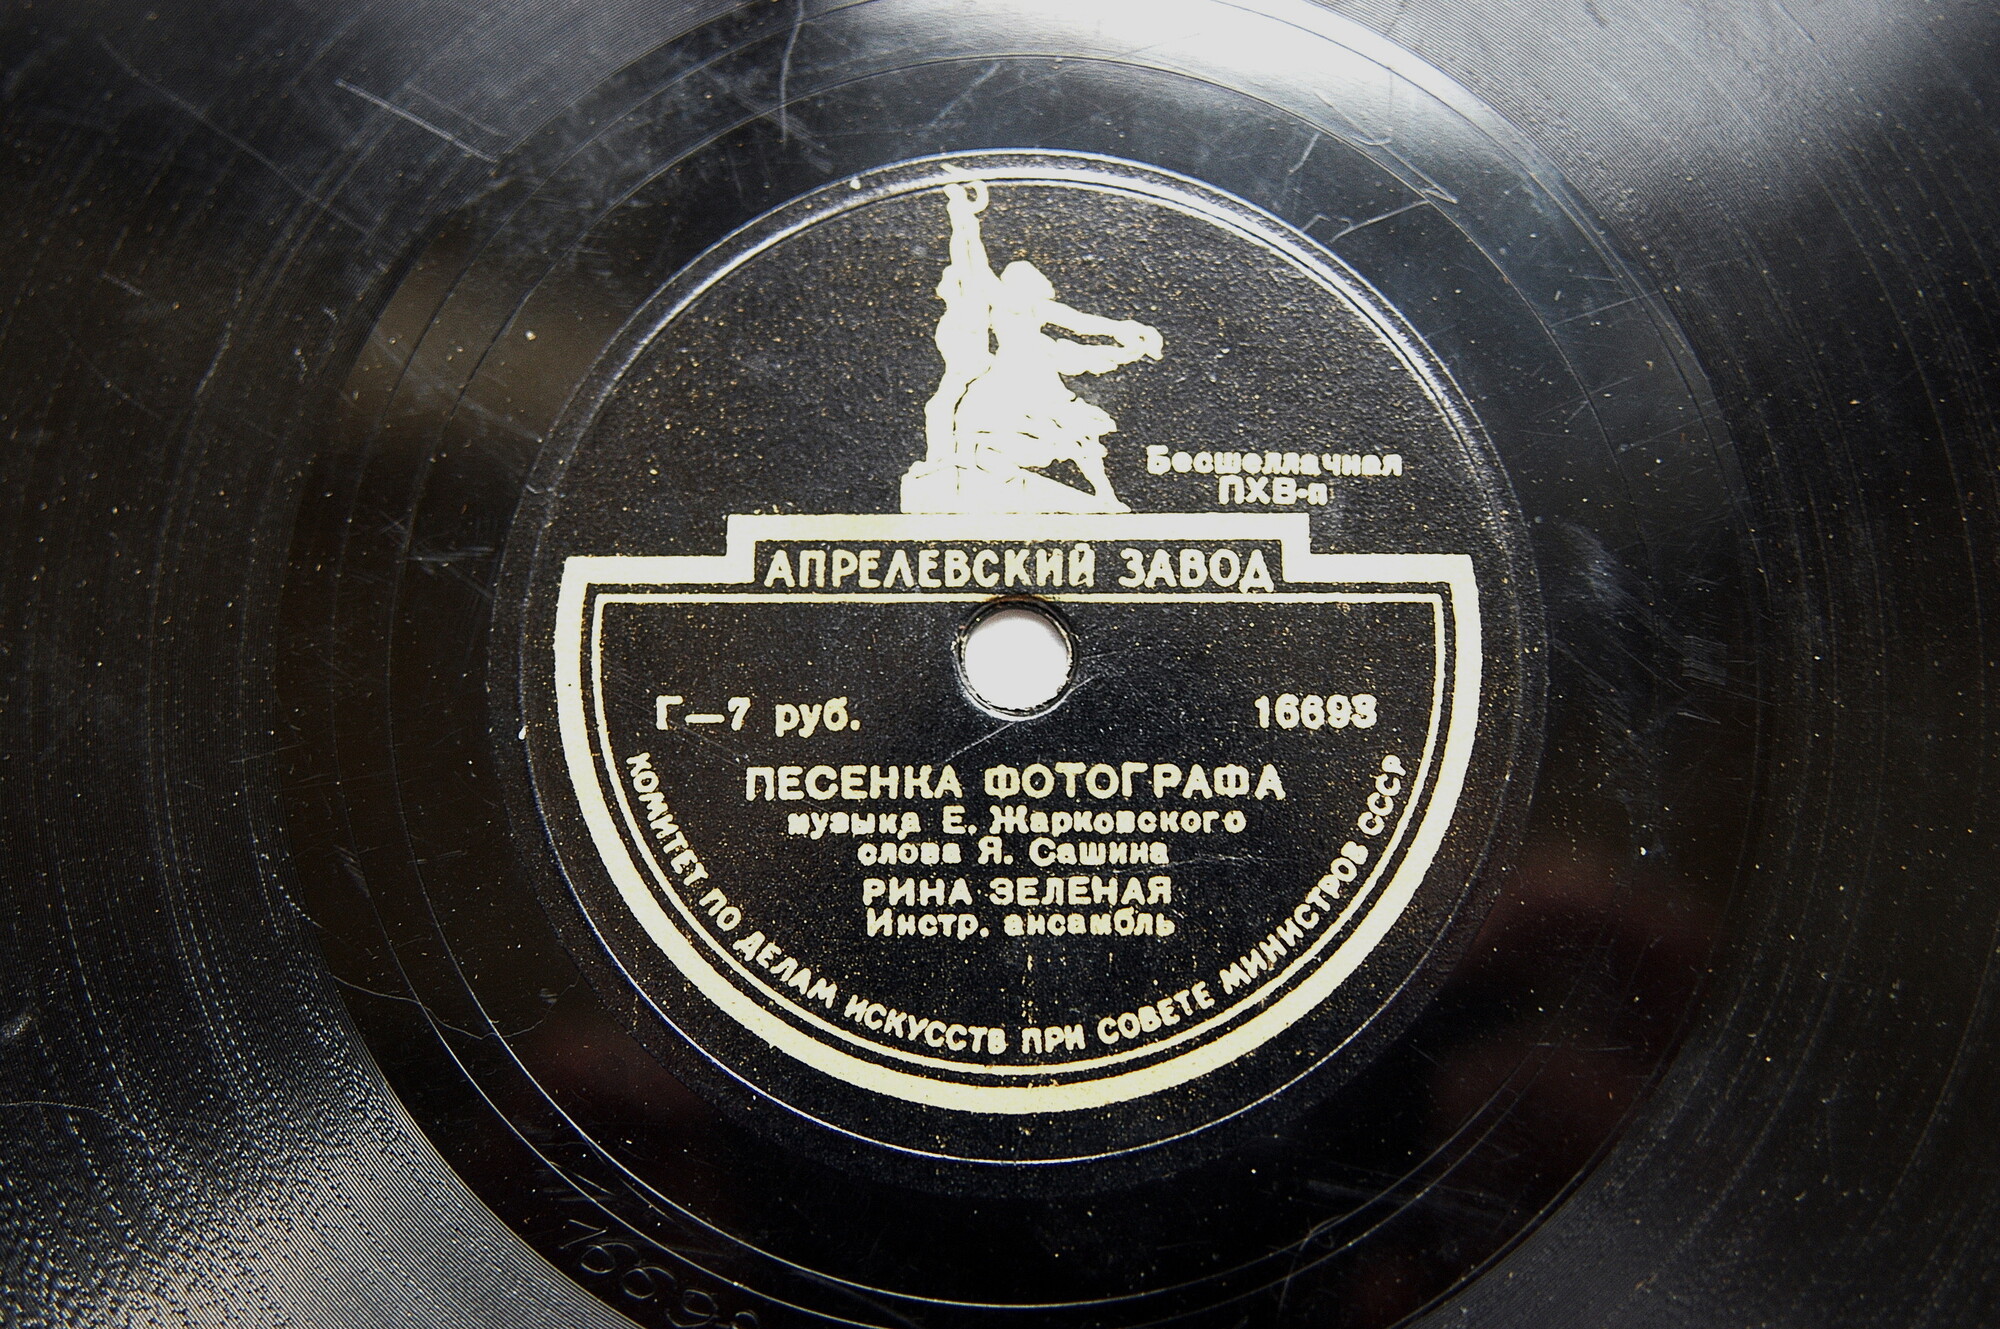 Бесшеллачная
ПХВ-п
АПРЕЛЕВСКИЙ ЗАВОД
Г—7 руб.
16693
ПЕСЕНКА ФОТОГРАФА
музыка Е. Жарковского
слова Я. Сашина
РИНА ЗЕЛЕНАЯ
Инстр. ансамбль
КОМИТЕТ ПО ДЕЛАМ ИСКУССТВ ПРИ СОВЕТЕ МИНИСТРОВ СССР